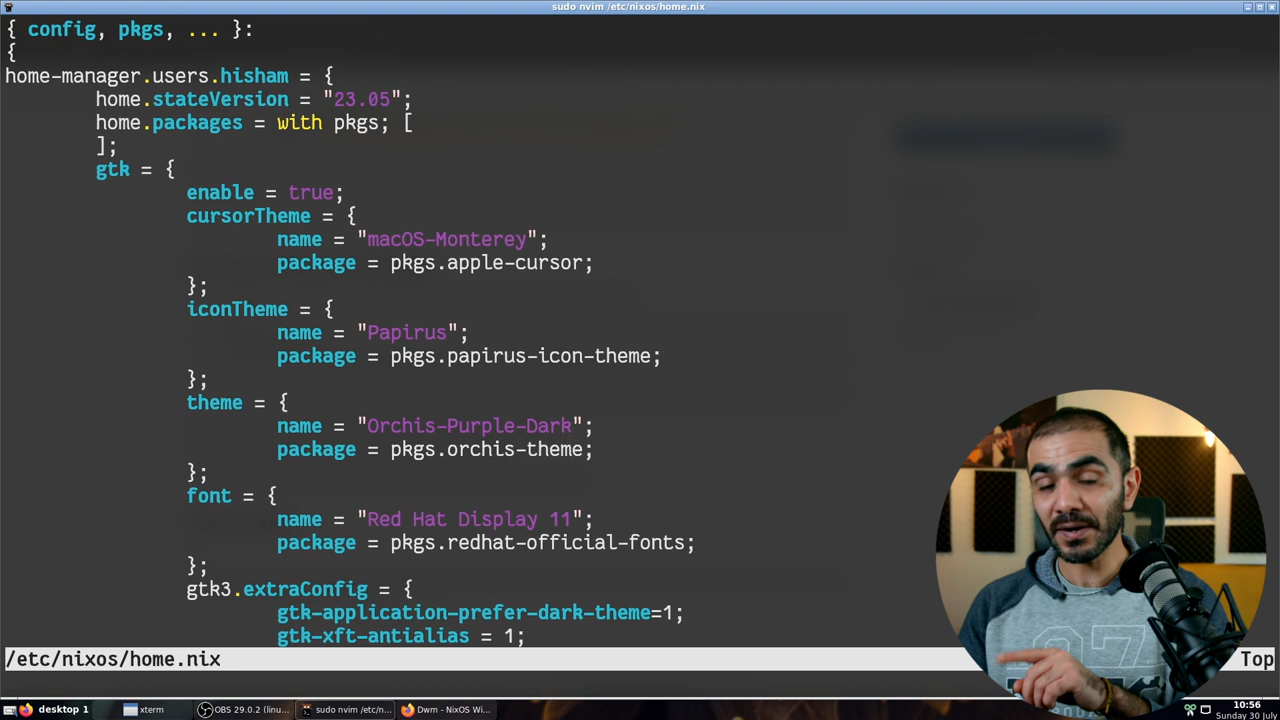 sudo nvim /etc/nixos/home.nix
{ config, pkgs, ... }:
{
home-manager.users.hisham = {
home.stateVersion = "23.05";
home.packages = with pkgs; [
];
gtk = {
enable = true;
cursorTheme = {
name = "macOS-Monterey";
package = pkgs.apple-cursor;
};
iconTheme = {
name = "Papirus";
package = pkgs.papirus-icon-theme;
};
theme = {
name = "Orchis-Purple-Dark";
package = pkgs.orchis-theme;
};
font = {
name = "Red Hat Display 11";
package = pkgs.redhat-official-fonts;
};
gtk3.extraConfig = {
gtk-application-prefer-dark-theme=1;
gtk-xft-antialias = 1;
/etc/nixos/home.nix Top
desktop 1 xterm OBS 29.0.2 (linu... sudo nvim /etc/n... Dwm - NixOS Wi... 10:56
Sunday 30 July